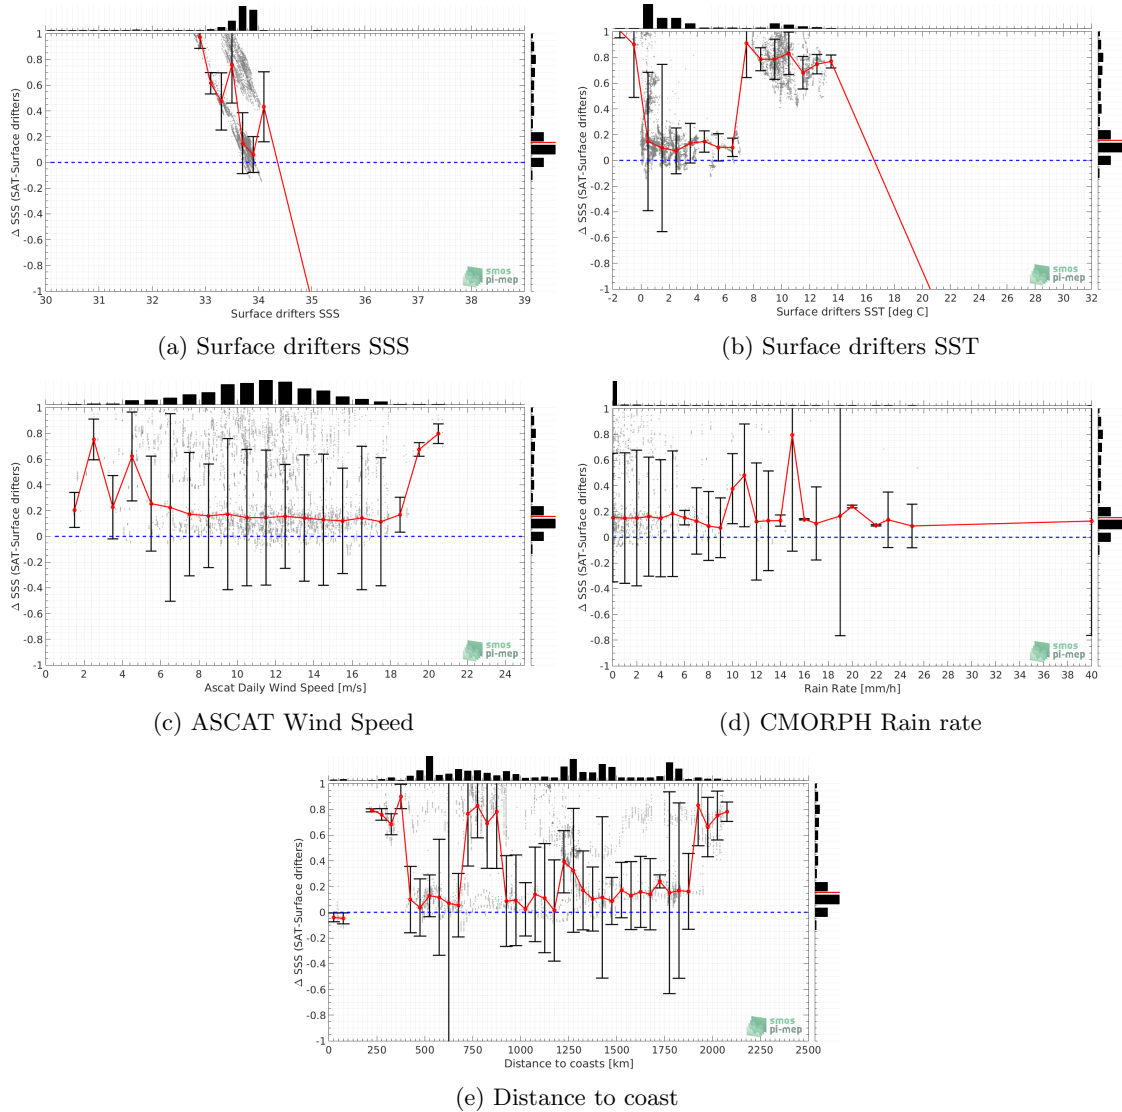 1
0.8
0.6
0.4
0.2
0
-0.2
-0.4
-0.6
-0.8
-1
Δ SSS (SAT-Surface drifters)
30 31 32 33 34 35 36 37 38 39
Surface drifters SSS
smos
pi-mep
(a) Surface drifters SSS
1
0.8
0.6
0.4
0.2
0
-0.2
-0.4
-0.6
-0.8
-1
Δ SSS (SAT-Surface drifters)
-2 0 2 4 6 8 10 12 14 16 18 20 22 24 26 28 30 32
Surface drifters SST [deg C]
smos
pi-mep
(b) Surface drifters SST
1
0.8
0.6
0.4
0.2
0
-0.2
-0.4
-0.6
-0.8
-1
Δ SSS (SAT-Surface drifters)
0 2 4 6 8 10 12 14 16 18 20 22 24
Ascat Daily Wind Speed [m/s]
smos
pi-mep
(c) ASCAT Wind Speed
1
0.8
0.6
0.4
0.2
0
-0.2
-0.4
-0.6
-0.8
-1
Δ SSS (SAT-Surface drifters)
0 2 4 6 8 10 12 14 16 18 20 22 24 26 28 30 32 34 36 38 40
Rain Rate [mm/h]
smos
pi-mep
(d) CMORPH Rain rate
1
0.8
0.6
0.4
0.2
0
-0.2
-0.4
-0.6
-0.8
-1
Δ SSS (SAT-Surface drifters)
0 250 500 750 1000 1250 1500 1750 2000 2250 2500
Distance to coasts [km]
smos
pi-mep
(e) Distance to coast